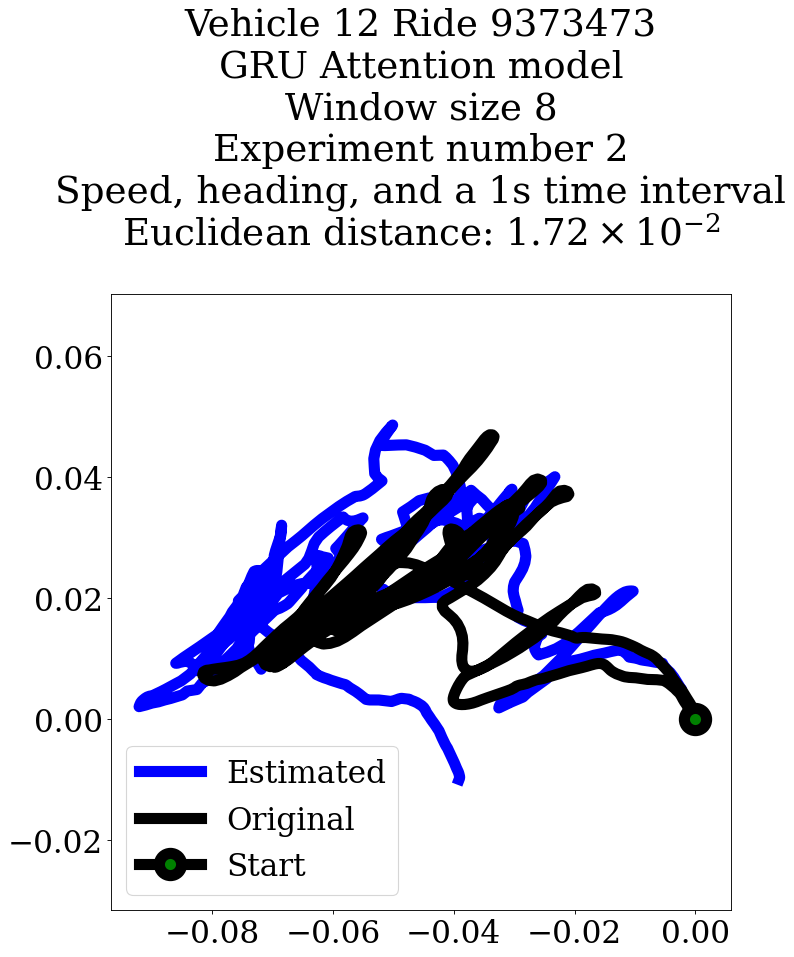 Vehicle 12 Ride 9373473
GRU Attention model
Window size 8
Experiment number 2
Speed, heading, and a 1s time interval
Euclidean distance: 1.72 × 10⁻²
0.06
0.04
0.02
0.00
−0.02
Estimated
Original
Start
−0.08 −0.06 −0.04 −0.02 0.00